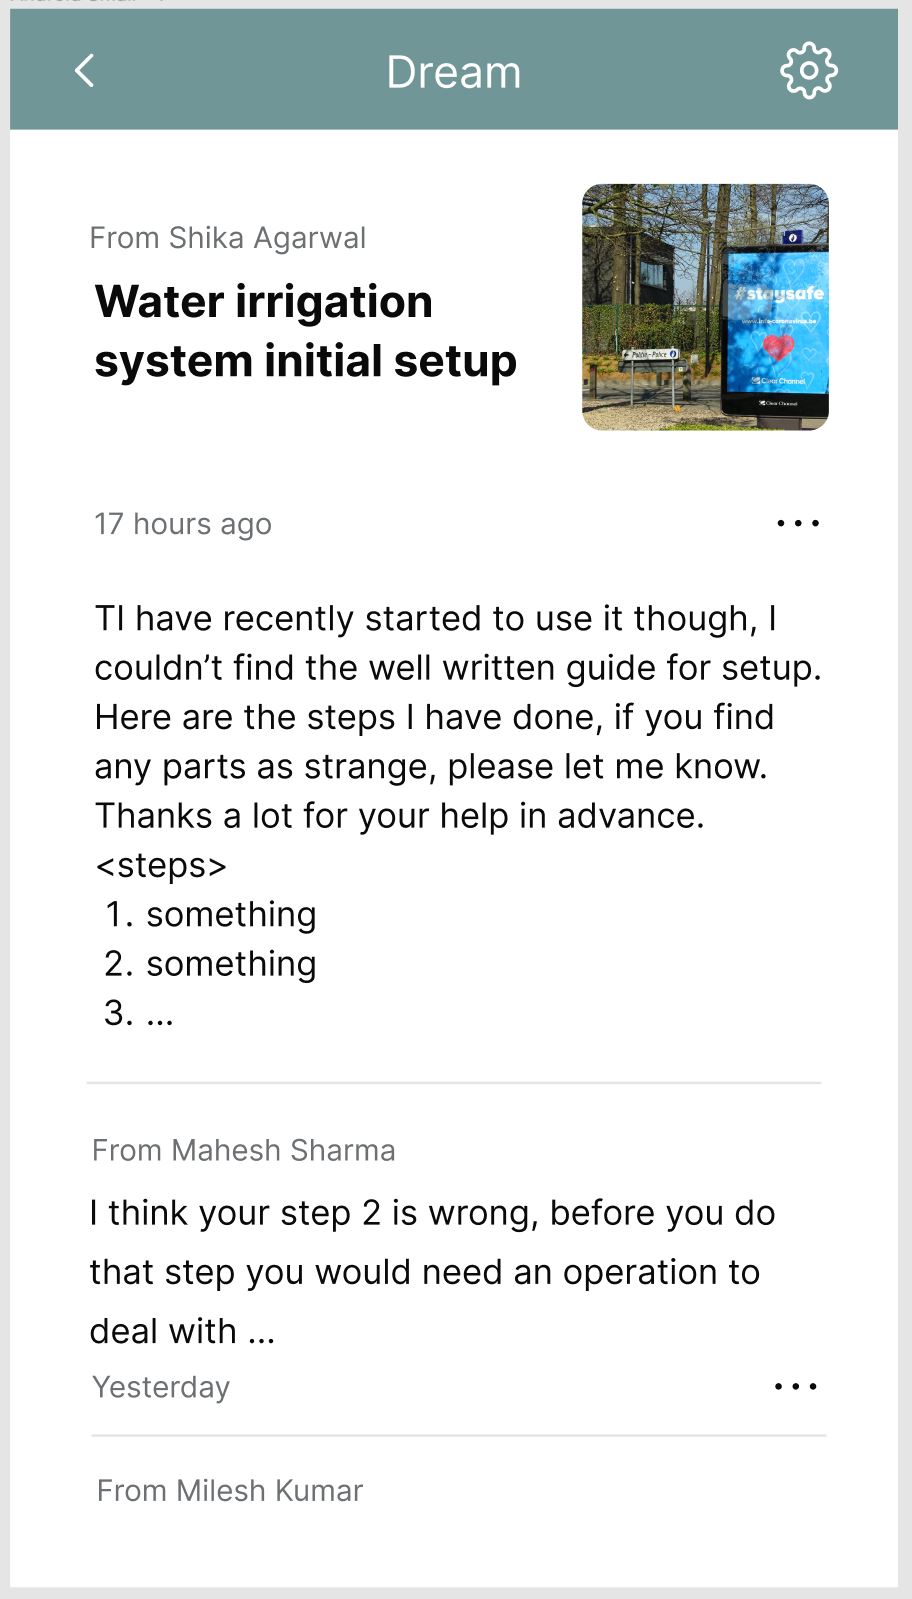 Dream
From Shika Agarwal
Water irrigation
system initial setup
#staysafe
www.info-coronavirus.be
Politie - Police
Clear Channel
Clear Channel
17 hours ago
TI have recently started to use it though, I
couldn’t find the well written guide for setup.
Here are the steps I have done, if you find
any parts as strange, please let me know.
Thanks a lot for your help in advance.
<steps>
1. something
2. something
3. ...
From Mahesh Sharma
I think your step 2 is wrong, before you do
that step you would need an operation to
deal with ...
Yesterday
From Milesh Kumar